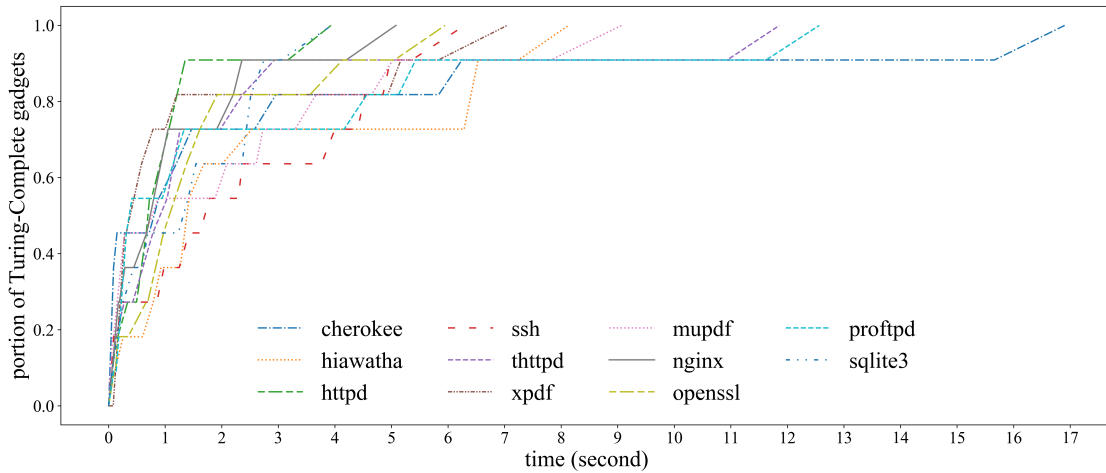 portion of Turing-Complete gadgets
1.0
0.8
0.6
0.4
0.2
0.0
cherokee ssh mupdf proftpd
hiawatha thttpd nginx sqlite3
httpd xpdf openssl
0 1 2 3 4 5 6 7 8 9 10 11 12 13 14 15 16 17
time (second)